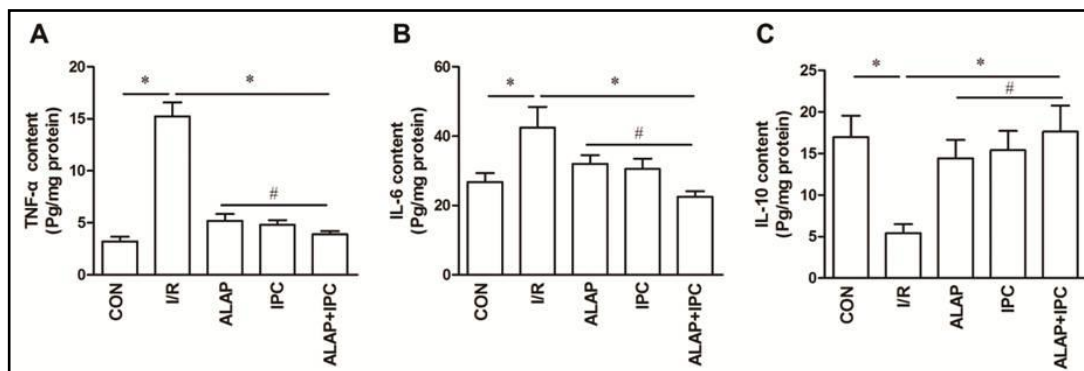 A
TNF-α content
(Pg/mg protein)
20
15
10
5
0
*
*
#
CON
I/R
ALAP
IPC
ALAP+IPC
B
IL-6 content
(Pg/mg protein)
60
40
20
0
*
*
#
CON
I/R
ALAP
IPC
ALAP+IPC
C
IL-10 content
(Pg/mg protein)
25
20
15
10
5
0
*
*
#
CON
I/R
ALAP
IPC
ALAP+IPC